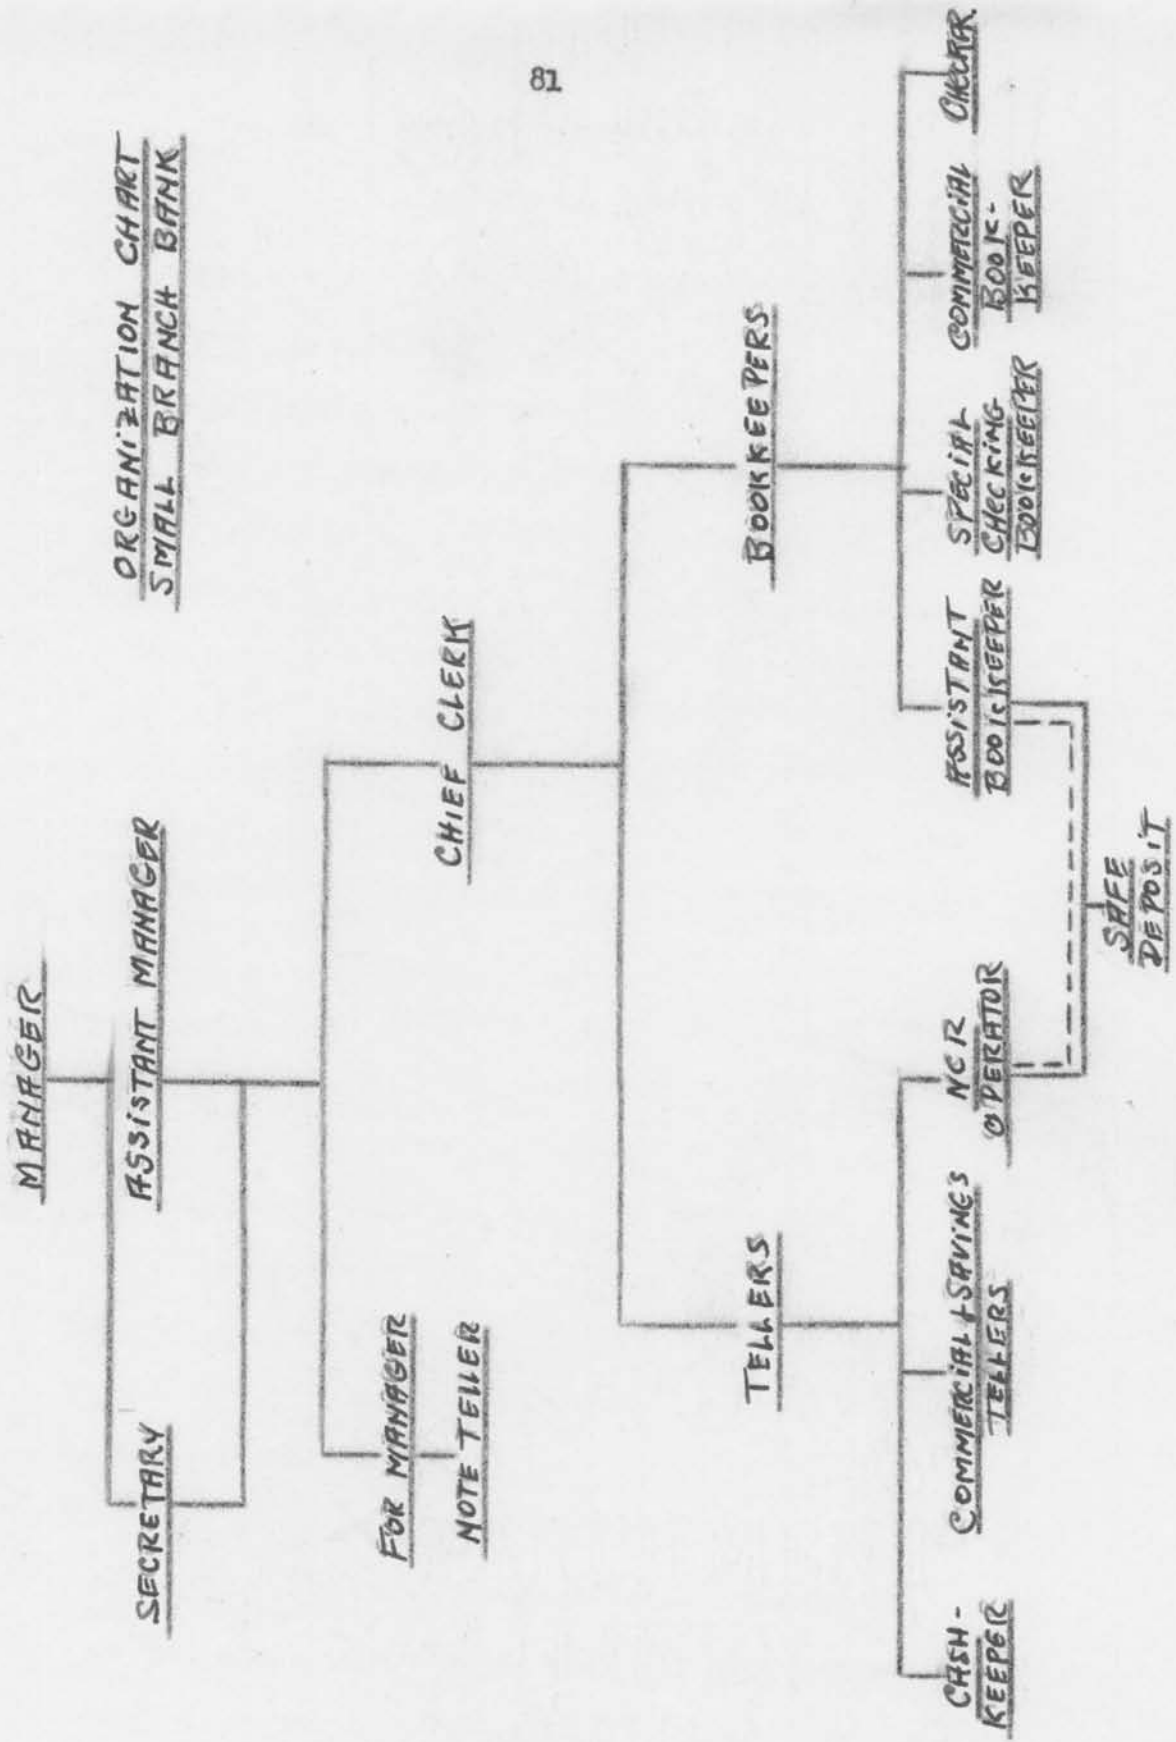 81
ORGANIZATION CHART
SMALL BRANCH BANK
MANAGER
SECRETARY
ASSISTANT MANAGER
FOR MANAGER
NOTE TELLER
CHIEF CLERK
TELLERS
BOOKKEEPERS
CASH-
KEEPER
COMMERCIAL & SAVINGS
TELLERS
NCR
OPERATOR
ASSISTANT
BOOKKEEPER
SPECIAL
CHECKING
BOOKKEEPER
COMMERCIAL
BOOK-
KEEPER
CHECKER.
SAFE
DEPOSIT